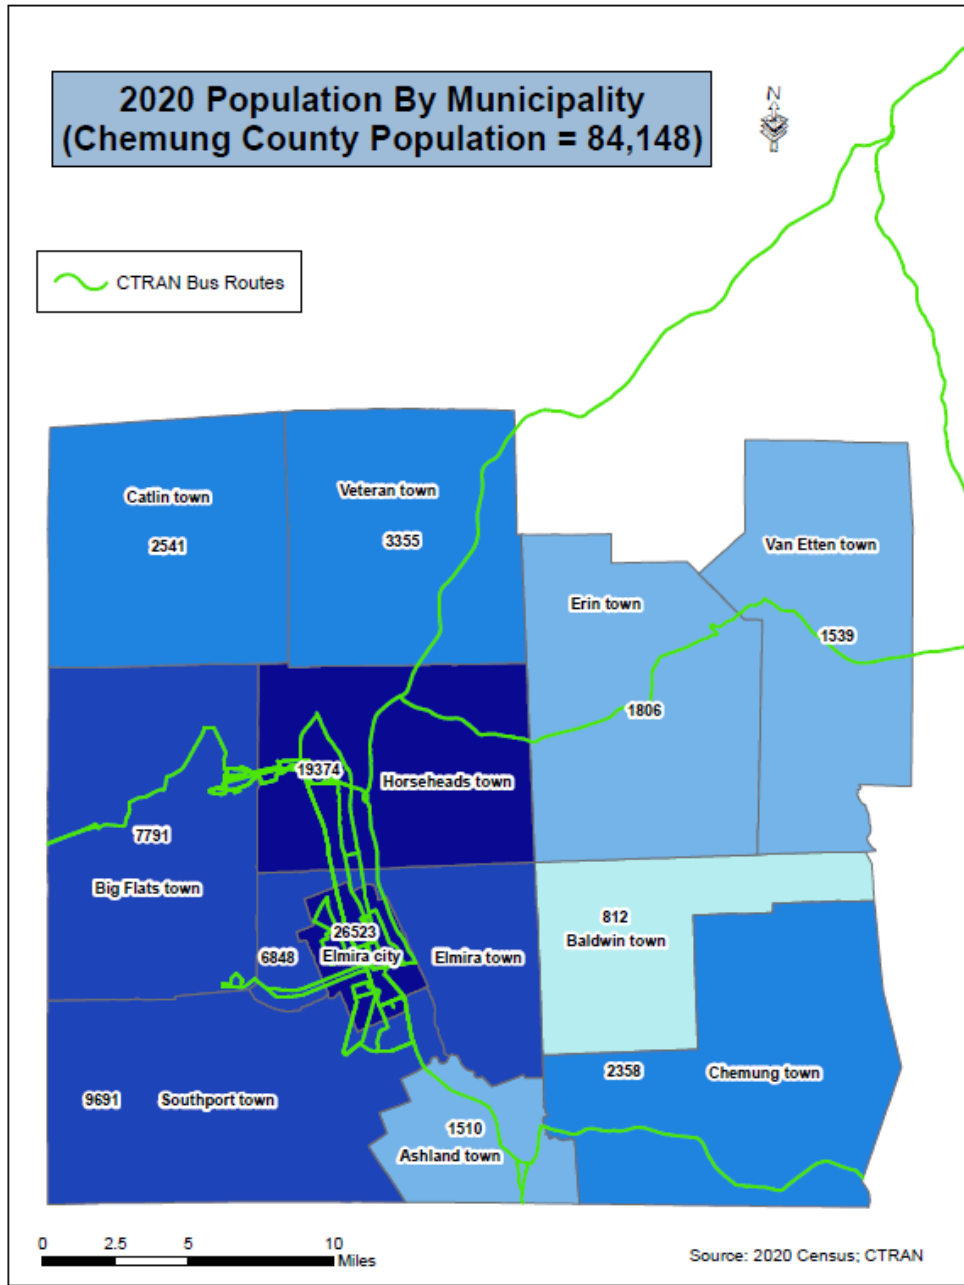 2020 Population By Municipality
(Chemung County Population = 84,148)
N
CTRAN Bus Routes
Catlin town
2541
Veteran town
3355
Van Etten town
1539
Erin town
1806
19374
Horseheads town
7791
Big Flats town
26523
Elmira city
6848
Elmira town
812
Baldwin town
2358
Chemung town
9691
Southport town
1510
Ashland town
0 2.5 5 10
Miles
Source: 2020 Census; CTRAN